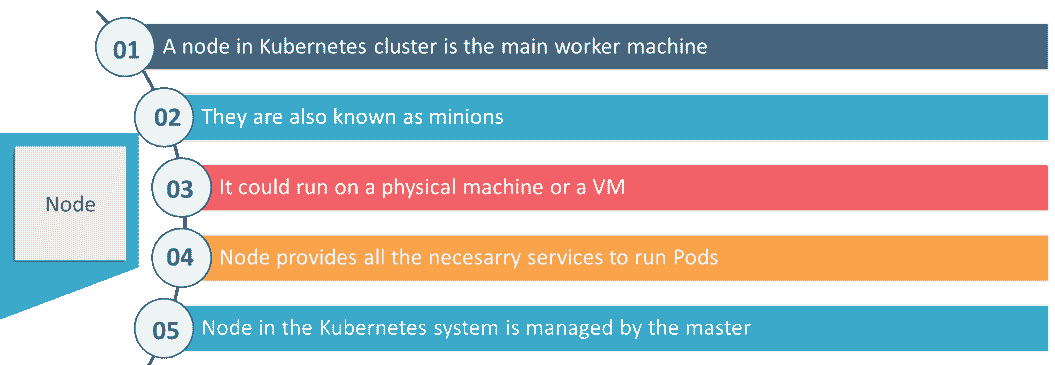 01 A node in Kubernetes cluster is the main worker machine
02 They are also known as minions
03 It could run on a physical machine or a VM
Node
04 Node provides all the necesarry services to run Pods
05 Node in the Kubernetes system is managed by the master